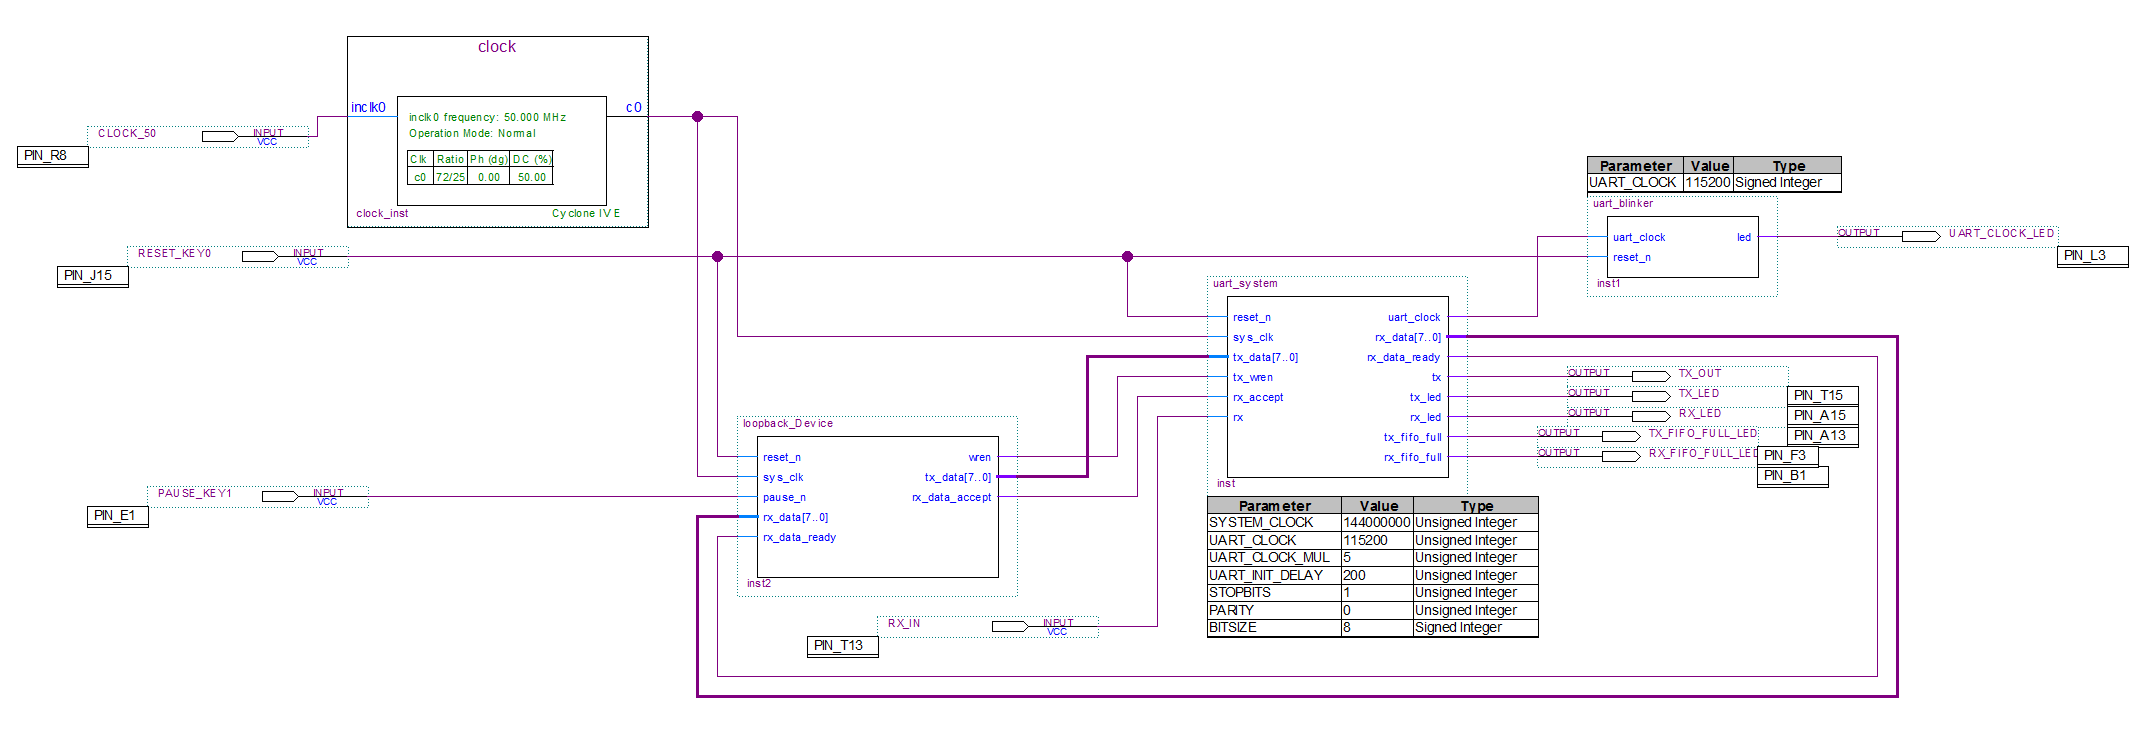 clock
inclk0
c0
inclk0 frequency: 50.000 MHz
Operation Mode: Normal
Clk Ratio Ph (dg) DC (%)
c0 72/25 0.00 50.00
clock_inst
Cyclone IV E
CLOCK_50
INPUT
VCC
PIN_R8
RESET_KEY0
INPUT
VCC
PIN_J15
Parameter Value Type
UART_CLOCK 115200 Signed Integer
uart_blinker
uart_clock
led
reset_n
inst1
OUTPUT
UART_CLOCK_LED
PIN_L3
uart_system
reset_n
uart_clock
sys_clk
rx_data[7..0]
tx_data[7..0]
rx_data_ready
tx_wren
tx
rx_accept
tx_led
rx
rx_led
tx_fifo_full
rx_fifo_full
inst
OUTPUT
TX_OUT
OUTPUT
TX_LED
PIN_T15
OUTPUT
RX_LED
PIN_A15
OUTPUT
TX_FIFO_FULL_LED
PIN_A13
OUTPUT
RX_FIFO_FULL_LED
PIN_F3
PIN_B1
loopback_Device
reset_n
wren
sys_clk
tx_data[7..0]
pause_n
rx_data_accept
rx_data[7..0]
rx_data_ready
inst2
PAUSE_KEY1
INPUT
VCC
PIN_E1
Parameter Value Type
SYSTEM_CLOCK 144000000 Unsigned Integer
UART_CLOCK 115200 Unsigned Integer
UART_CLOCK_MUL 5 Unsigned Integer
UART_INIT_DELAY 200 Unsigned Integer
STOPBITS 1 Unsigned Integer
PARITY 0 Unsigned Integer
BITSIZE 8 Signed Integer
RX_IN
INPUT
VCC
PIN_T13